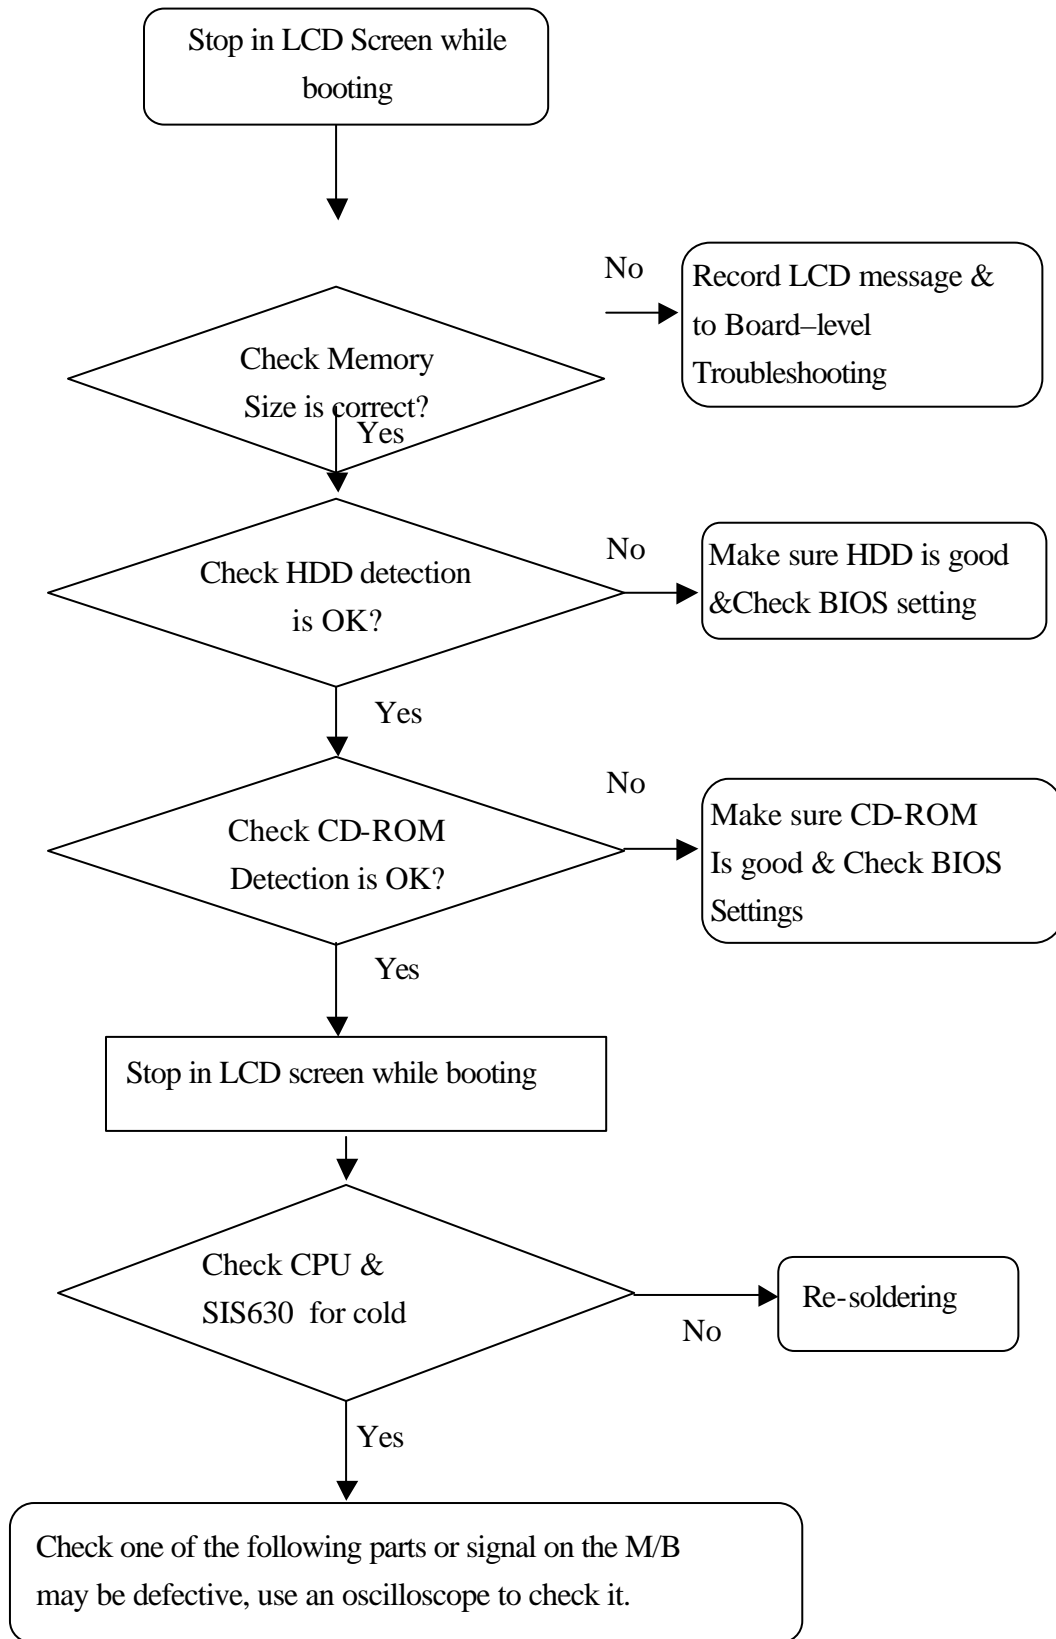 Stop in LCD Screen while
booting
No
Record LCD message &
to Board–level
Troubleshooting
Check Memory
Size is correct?
Yes
No
Make sure HDD is good
&Check BIOS setting
Check HDD detection
is OK?
Yes
No
Make sure CD-ROM
Is good & Check BIOS
Settings
Check CD-ROM
Detection is OK?
Yes
Stop in LCD screen while booting
Check CPU &
SIS630 for cold
No
Re-soldering
Yes
Check one of the following parts or signal on the M/B
may be defective, use an oscilloscope to check it.